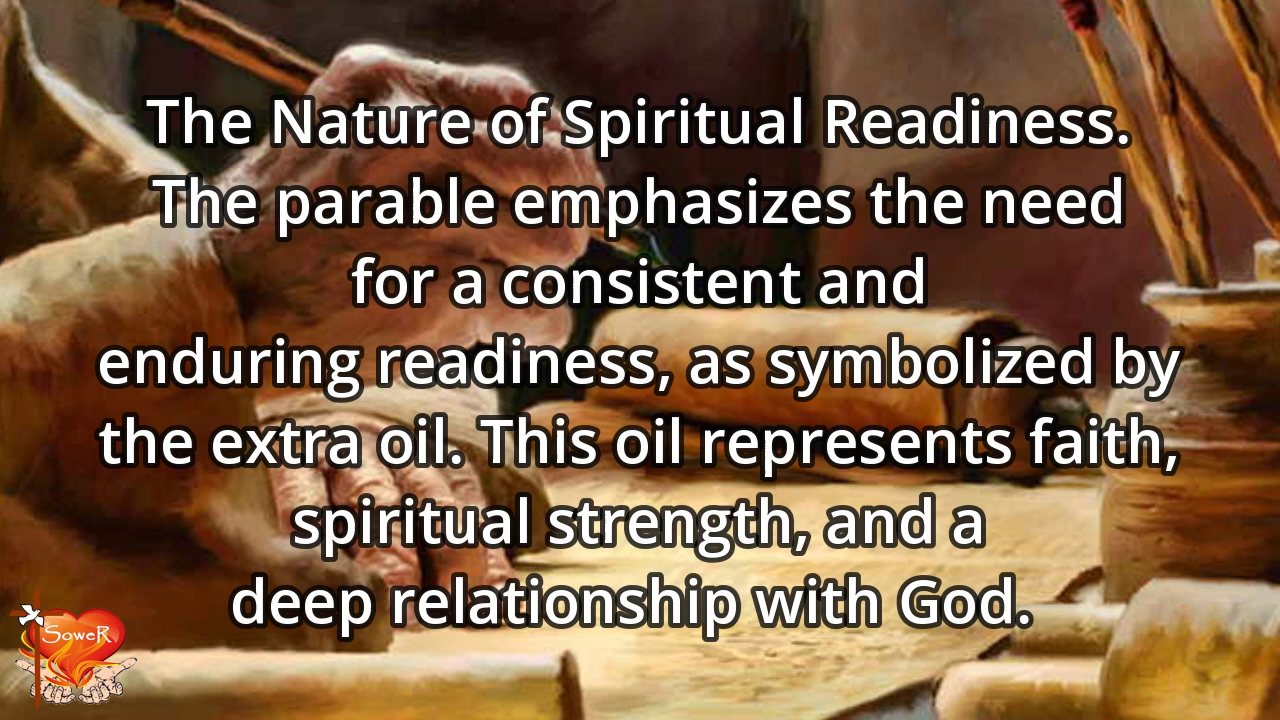 The Nature of Spiritual Readiness.
The parable emphasizes the need
for a consistent and
enduring readiness, as symbolized by
the extra oil. This oil represents faith,
spiritual strength, and a
deep relationship with God.
SoweR